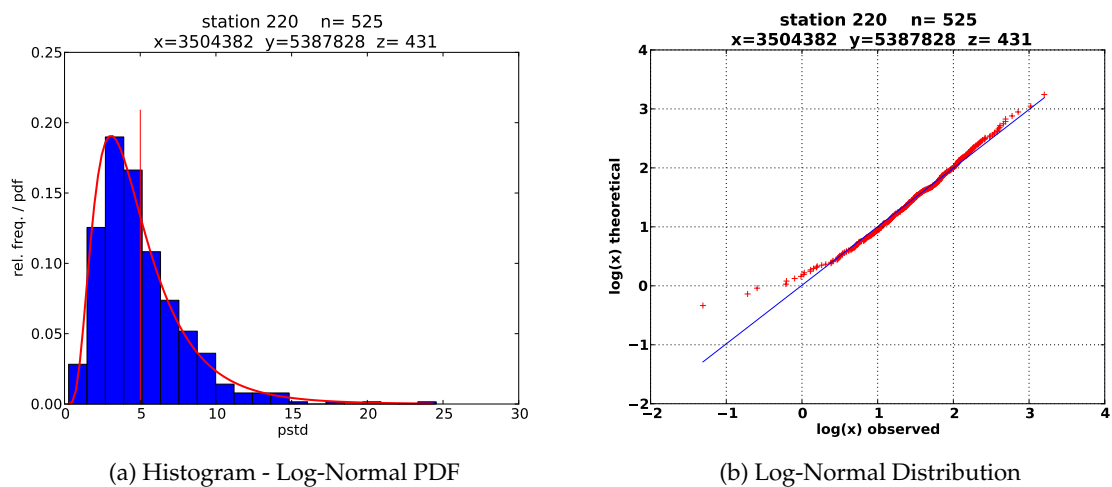 station 220 n= 525
x=3504382 y=5387828 z= 431
0.25
0.20
0.15
0.10
0.05
0.00
rel. freq. / pdf
0 5 10 15 20 25 30
pstd
(a) Histogram - Log-Normal PDF
station 220 n= 525
x=3504382 y=5387828 z= 431
4
3
2
1
0
−1
−2
log(x) theoretical
−2 −1 0 1 2 3 4
log(x) observed
(b) Log-Normal Distribution